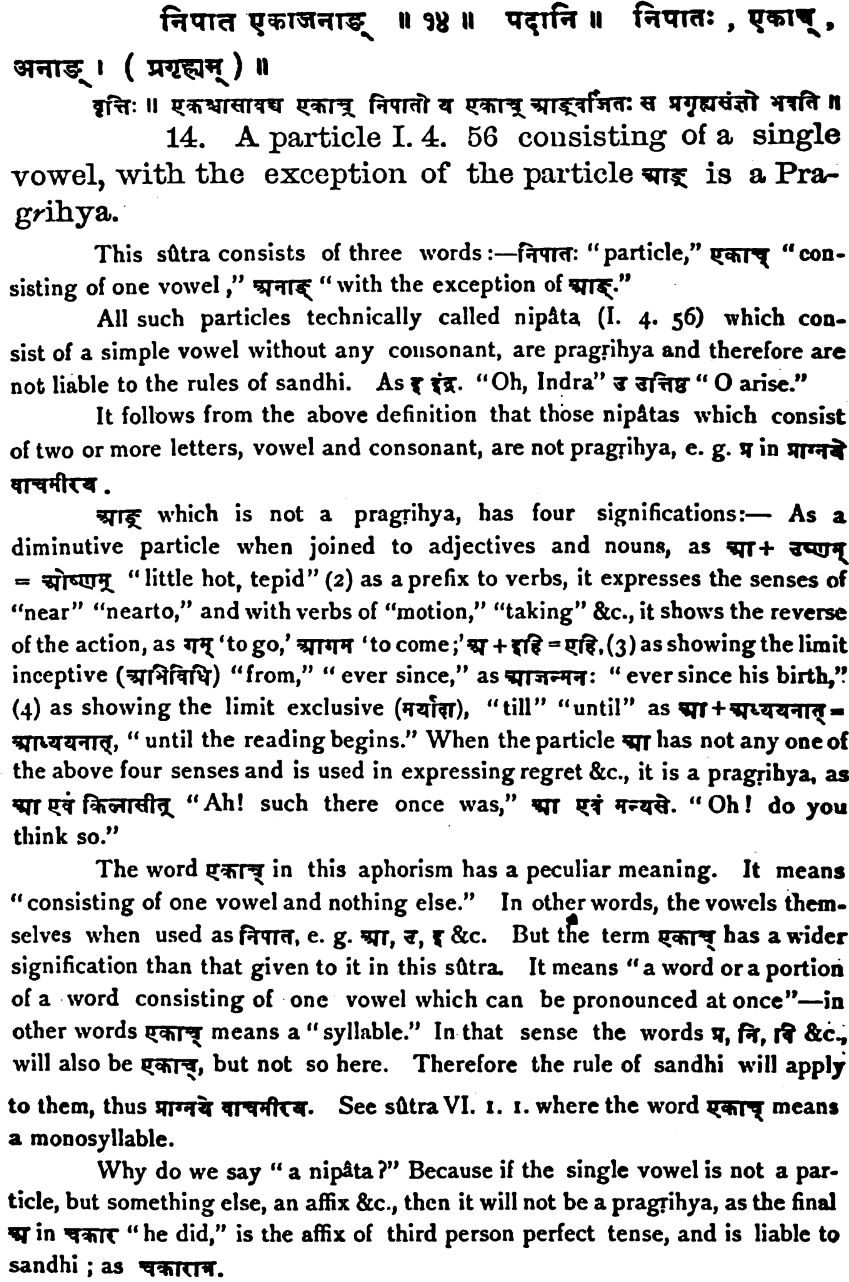 निपात एकाजनाङ् ॥ १४ ॥ पदानि ॥ निपातः , एकाच् ,
अनाङ् । ( प्रगृह्यम् ) ॥
वृत्तिः ॥ एकश्चासावच्च एकाच् निपातो य एकाच् आङ्वर्जितः स प्रगृह्यसंज्ञो भवति ॥
14. A particle I. 4. 56 consisting of a single
vowel, with the exception of the particle आङ् is a Pra-
grihya.
This sûtra consists of three words :—निपातः “particle,” एकाच् “con-
sisting of one vowel ,” अनाङ् “with the exception of आङ्.”
All such particles technically called nipâta (I. 4. 56) which con-
sist of a simple vowel without any consonant, are pragṛihya and therefore are
not liable to the rules of sandhi. As इ इंद्र. “Oh, Indra” उ उत्तिष्ठ “O arise.”
It follows from the above definition that those nipâtas which consist
of two or more letters, vowel and consonant, are not pragṛihya, e. g. प्र in प्राग्नये
वाचमीरय .
आङ् which is not a pragṛihya, has four significations:— As a
diminutive particle when joined to adjectives and nouns, as आ + उष्णम्
= ओष्णम् “little hot, tepid” (2) as a prefix to verbs, it expresses the senses of
“near” “nearto,” and with verbs of “motion,” “taking” &c., it shows the reverse
of the action, as गम् ‘to go,’ आगम ‘to come;’ अ + इहि = एहि, (3) as showing the limit
inceptive (अभिविधि) “from,” “ ever since,” as आजन्मनः “ever since his birth,”
(4) as showing the limit exclusive (मर्यादा), “till” “until” as आ + अध्ययनात् =
आध्ययनात्, “until the reading begins.” When the particle आ has not any one of
the above four senses and is used in expressing regret &c., it is a pragṛihya, as
आ एवं किलासीत् “Ah! such there once was,” आ एवं मन्यसे. “Oh! do you
think so.”
The word एकाच् in this aphorism has a peculiar meaning. It means
“consisting of one vowel and nothing else.” In other words, the vowels them-
selves when used as निपात, e. g. आ, उ, इ &c. But the term एकाच् has a wider
signification than that given to it in this sûtra. It means “a word or a portion
of a word consisting of one vowel which can be pronounced at once”—in
other words एकाच् means a “syllable.” In that sense the words प्र, नि, वि &c.,
will also be एकाच्, but not so here. Therefore the rule of sandhi will apply
to them, thus प्राग्नये वाचमीरय. See sûtra VI. 1. 1. where the word एकाच् means
a monosyllable.
Why do we say “a nipâta?” Because if the single vowel is not a par-
ticle, but something else, an affix &c., then it will not be a pragṛihya, as the final
अ in चकार “he did,” is the affix of third person perfect tense, and is liable to
sandhi ; as चकारात्र.